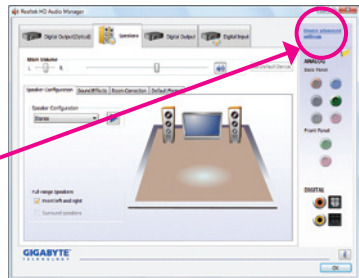 Realtek HD Audio Manager
Digital Output(Optical)
Speakers
Digital Output
Digital Input
Device advanced settings
Main Volume
L
R
Set Default Device
ANALOG
Back Panel
Speaker Configuration
Sound Effects
Room Correction
Default Format
Speaker Configuration
Stereo
Front Panel
Full-range Speakers
Front left and right
Surround speakers
DIGITAL
GIGABYTE
TECHNOLOGY
OK